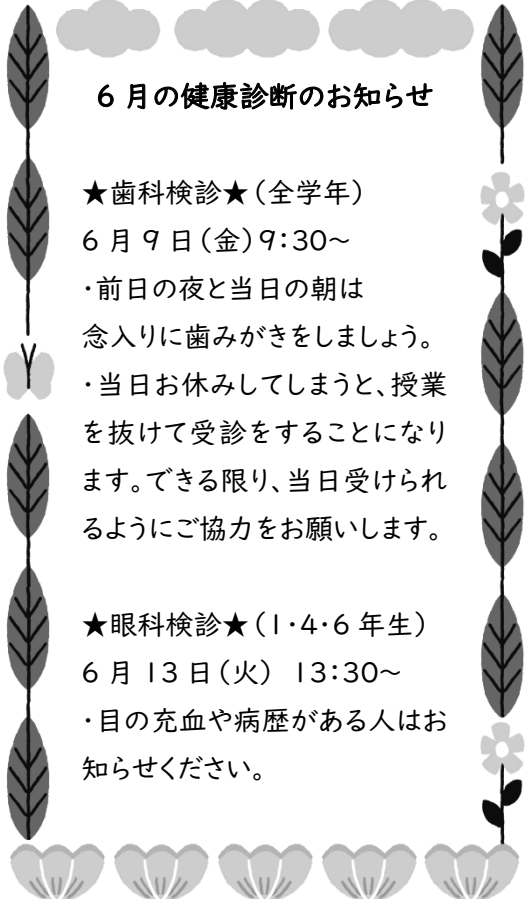 6月の健康診断のお知らせ
★歯科検診★（全学年）
6月9日（金）9：30～
・前日の夜と当日の朝は
念入りに歯みがきをしましょう。
・当日お休みしてしまうと、授業
を抜けて受診をすることになり
ます。できる限り、当日受けられ
るようにご協力をお願いします。
★眼科検診★（1・4・6年生）
6月13日（火）　13：30～
・目の充血や病歴がある人はお
知らせください。